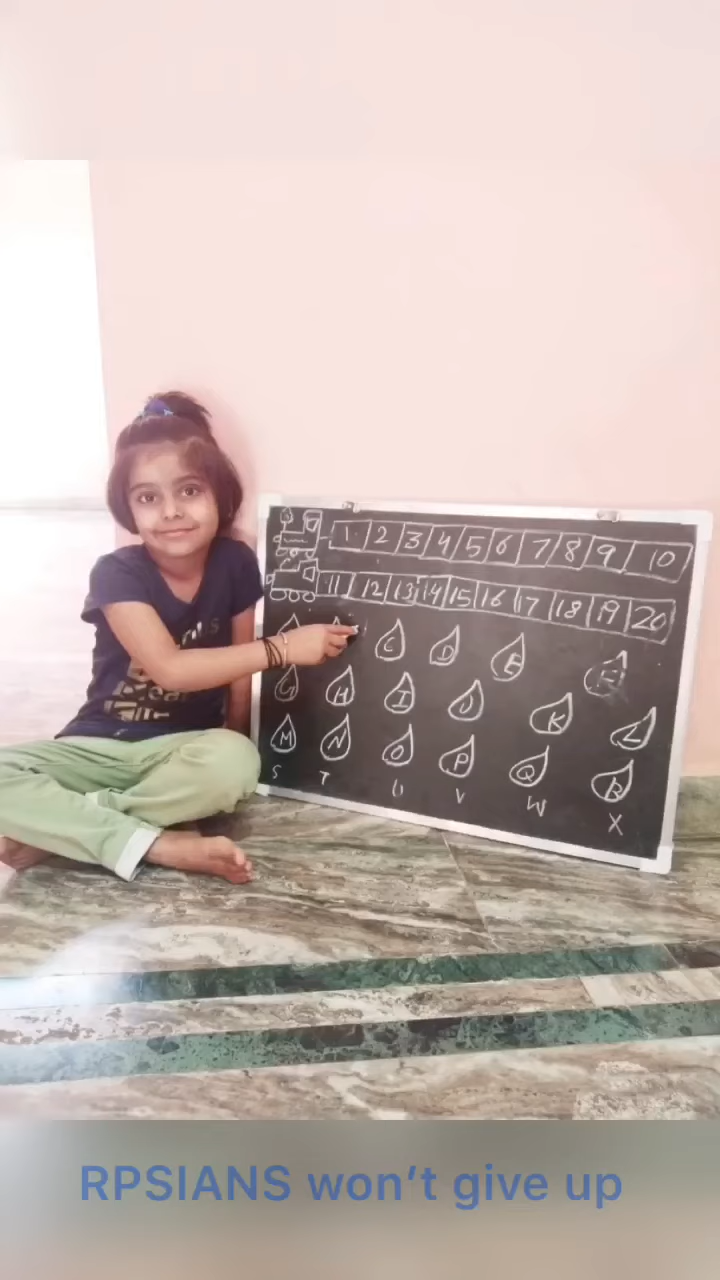 1 2 3 4 5 6 7 8 9 10
11 12 13 14 15 16 17 18 19 20
C D E F
G H I J K L
M N O P Q R
S T U V W X
RPSIANS won't give up